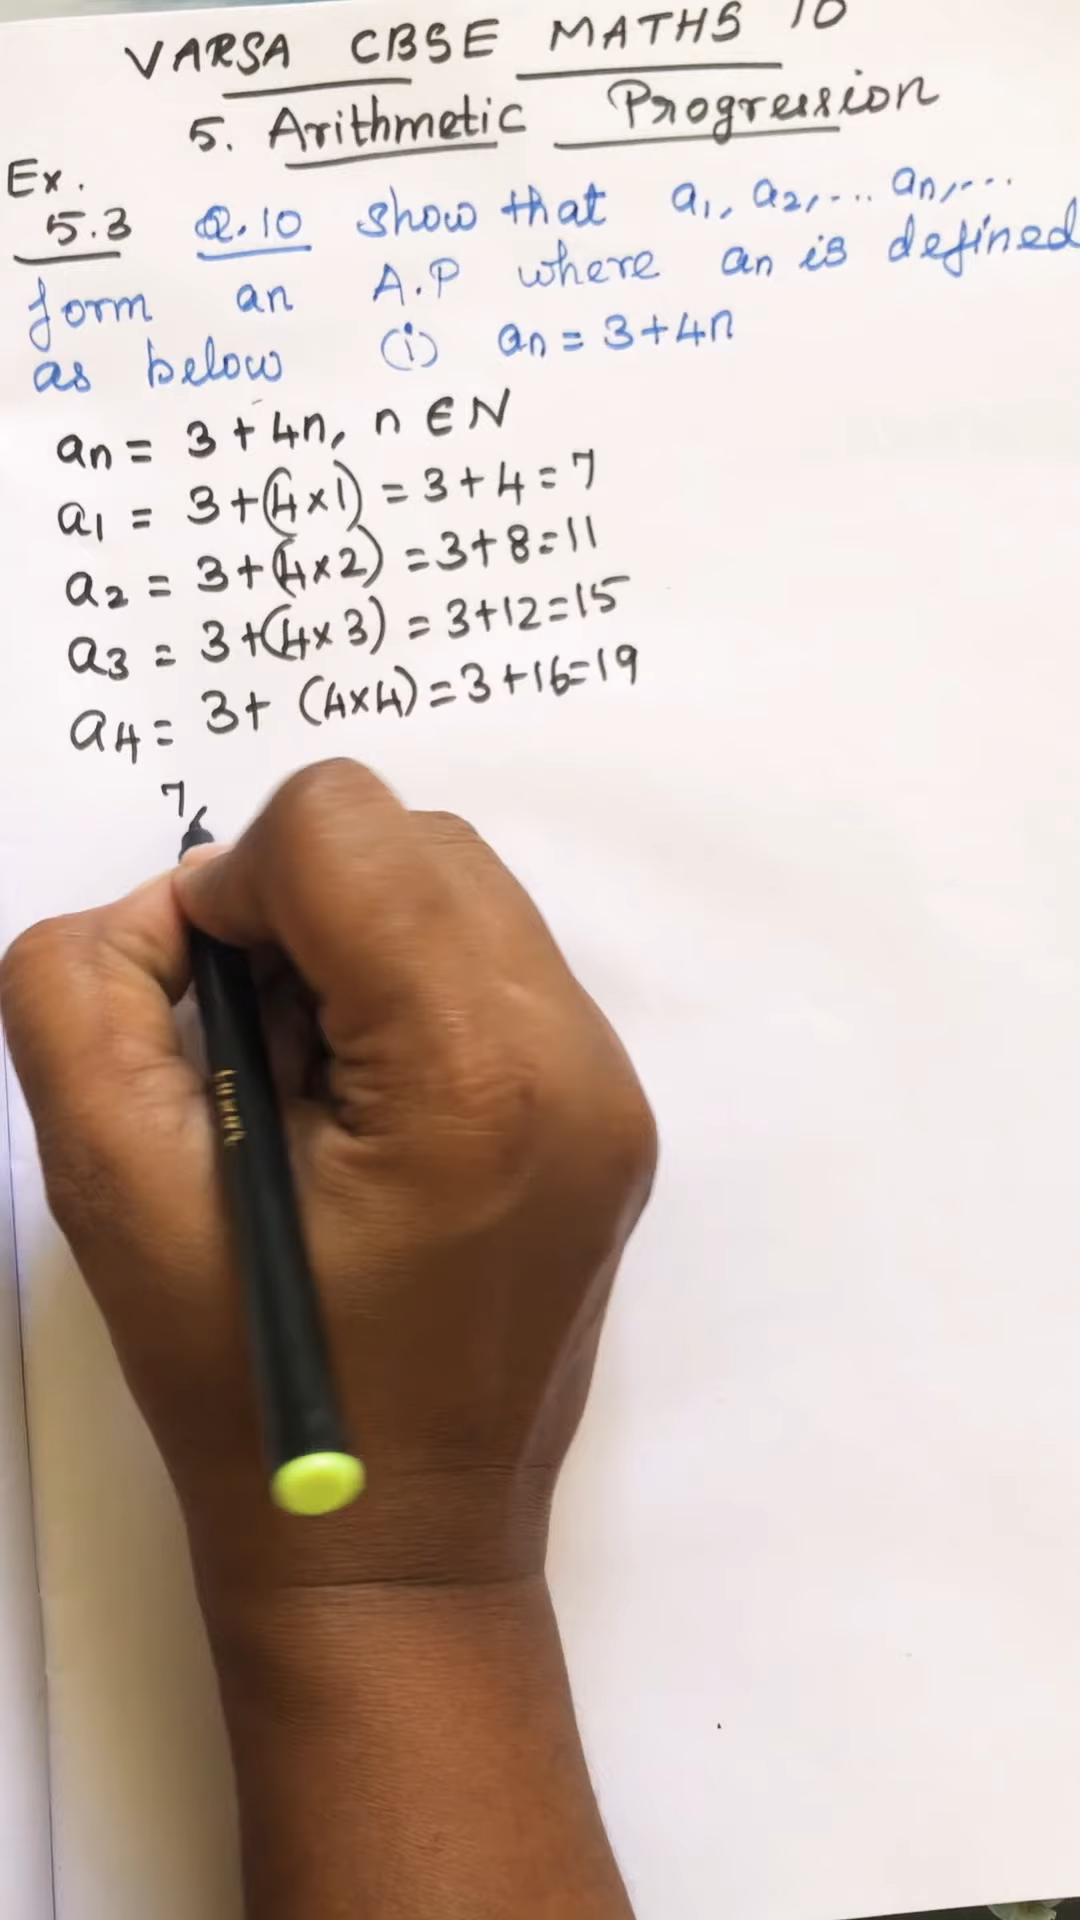 VARSA CBSE MATHS 10
5. Arithmetic Progression
Ex.
5.3 Q.10 show that a₁, a₂,... an,...
form an A.P where an is defined
as below (i) an = 3+4n
an = 3 + 4n, n ∈ N
a₁ = 3+(4×1) = 3+4=7
a₂ = 3+(4×2) =3+8=11
a₃ = 3+(4×3) = 3+12=15
a₄ = 3+ (4×4)=3+16=19
7,